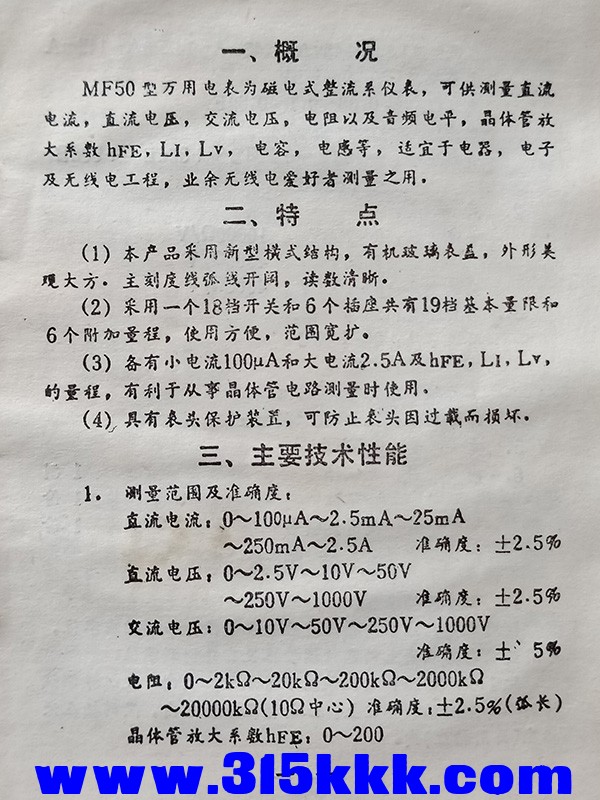 一、概 况
MF50型万用电表为磁电式整流系仪表，可供测量直流
电流，直流电压，交流电压，电阻以及音频电平，晶体管放
大系数hFE，LI，Lv，电容，电感等，适宜于电器，电子
及无线电工程，业余无线电爱好者测量之用。
二、特 点
(1) 本产品采用新型横式结构，有机玻璃表盖，外形美
观大方。主刻度线弧线开阔，读数清晰。
(2) 采用一个18档开关和6个插座共有19档基本量限和
6个附加量程，使用方便，范围宽扩。
(3) 备有小电流100μA和大电流2.5A及hFE，LI，Lv，
的量程，有利于从事晶体管电路测量时使用。
(4) 具有表头保护装置，可防止表头因过载而损坏。
三、主要技术性能
1。 测量范围及准确度：
直流电流：0～100μA～2.5mA～25mA
～250mA～2.5A 准确度：±2.5%
直流电压：0～2.5V～10V～50V
～250V～1000V 准确度：±2.5%
交流电压：0～10V～50V～250V～1000V
准确度：± 5%
电阻：0～2kΩ～20kΩ～200kΩ～2000kΩ
～20000kΩ(10Ω中心) 准确度：±2.5%(弧长)
晶体管放大系数hFE：0～200
www.315kkk.com